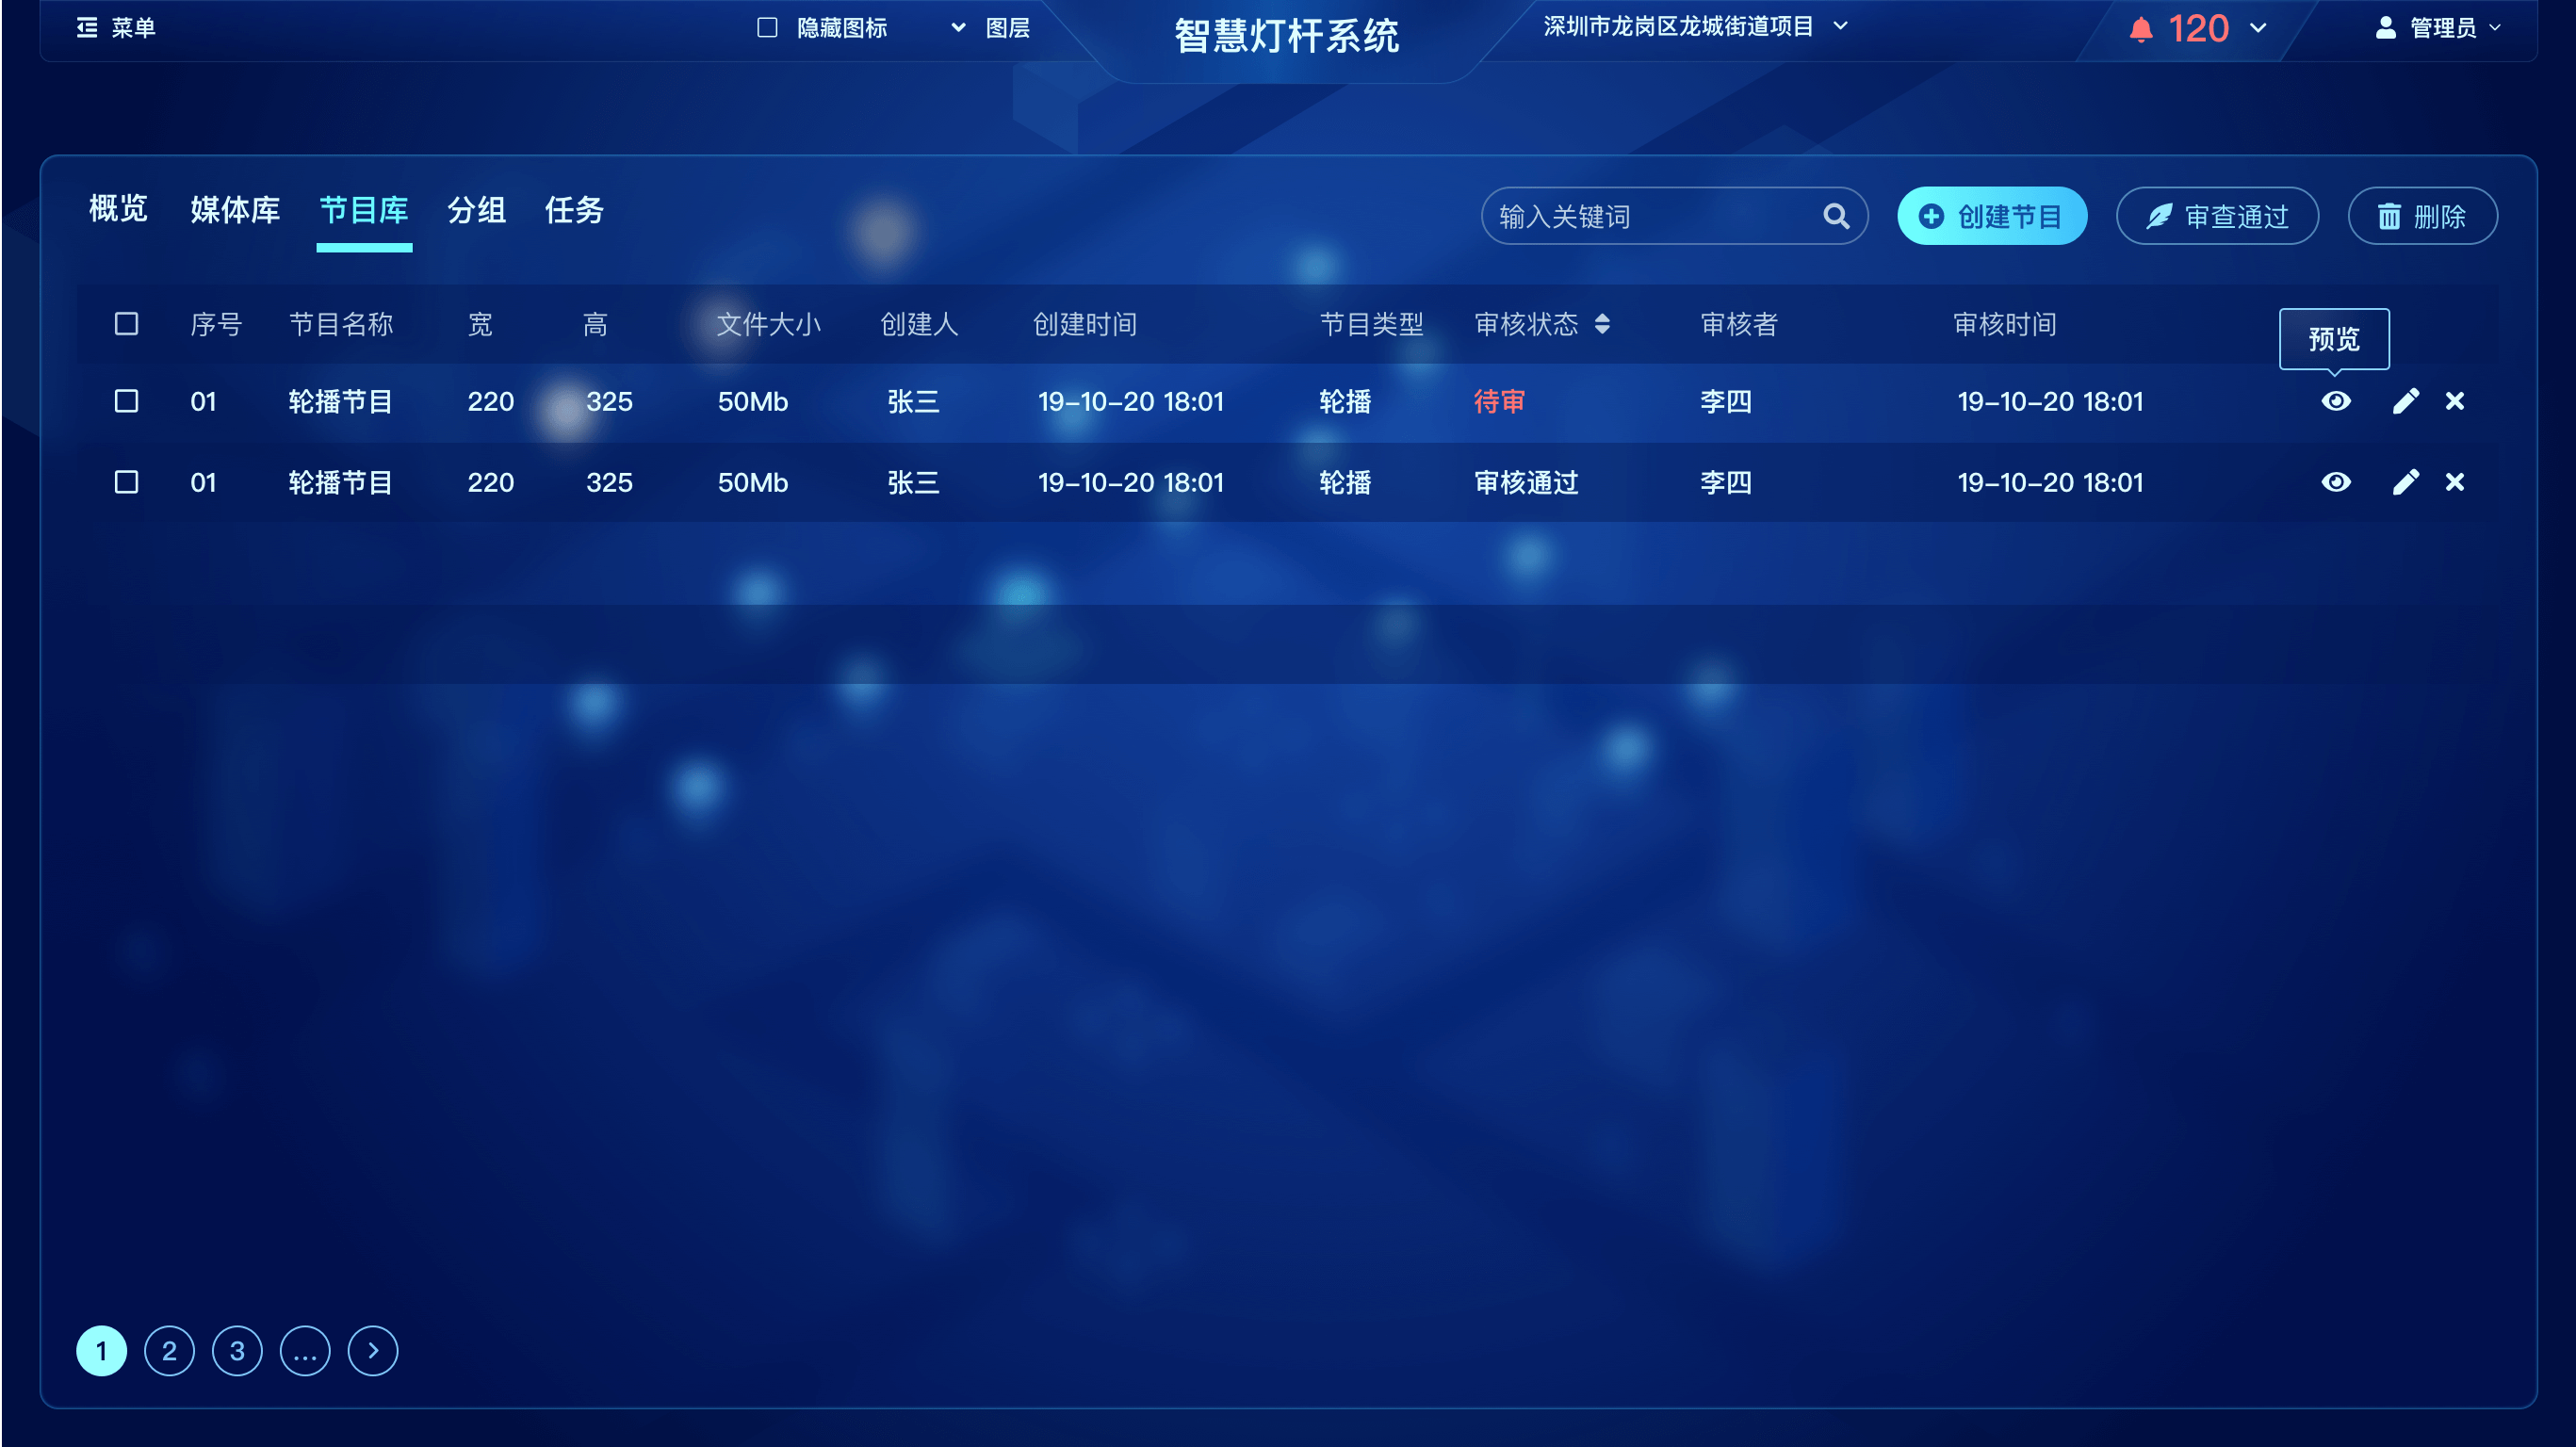 菜单 隐藏图标 图层 智慧灯杆系统 深圳市龙岗区龙城街道项目 120 管理员
概览 媒体库 节目库 分组 任务 输入关键词 创建节目 审查通过 删除
序号 节目名称 宽 高 文件大小 创建人 创建时间 节目类型 审核状态 审核者 审核时间 预览
01 轮播节目 220 325 50Mb 张三 19-10-20 18:01 轮播 待审 李四 19-10-20 18:01
01 轮播节目 220 325 50Mb 张三 19-10-20 18:01 轮播 审核通过 李四 19-10-20 18:01
1 2 3 ...